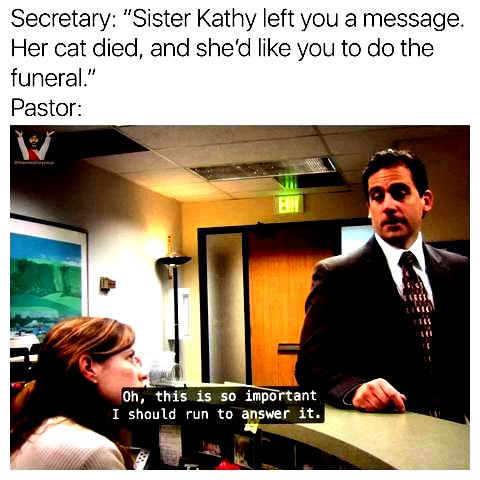 Secretary: "Sister Kathy left you a message.
Her cat died, and she'd like you to do the
funeral."
Pastor:
EXIT
Oh, this is so important
I should run to answer it.